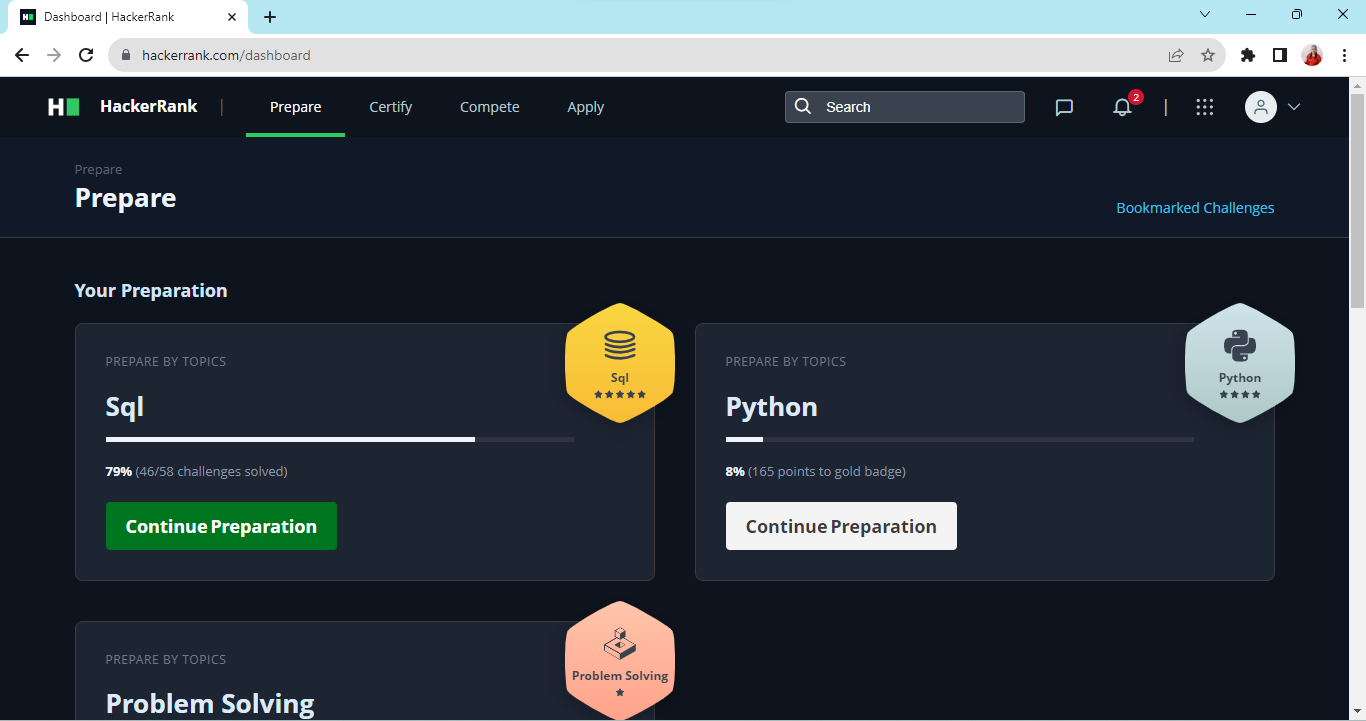 Dashboard | HackerRank
hackerrank.com/dashboard
H HackerRank | Prepare Certify Compete Apply Search 2 |
Prepare
Prepare
Bookmarked Challenges
Your Preparation
PREPARE BY TOPICS
Sql
Sql
79% (46/58 challenges solved)
Continue Preparation
PREPARE BY TOPICS
Python
Python
8% (165 points to gold badge)
Continue Preparation
PREPARE BY TOPICS
Problem Solving
Problem Solving